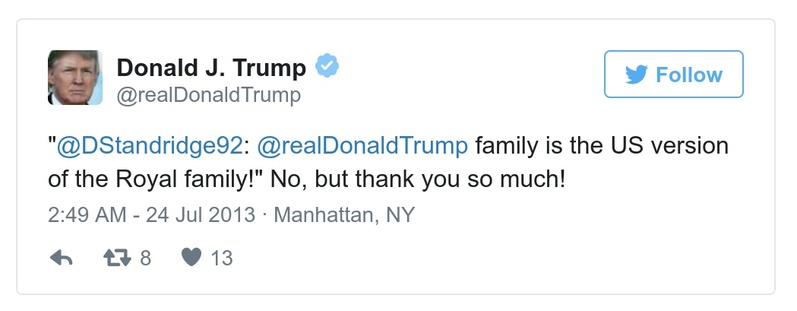 Donald J. Trump
@realDonaldTrump
Follow
"@DStandridge92: @realDonaldTrump family is the US version
of the Royal family!" No, but thank you so much!
2:49 AM - 24 Jul 2013 · Manhattan, NY
8 13